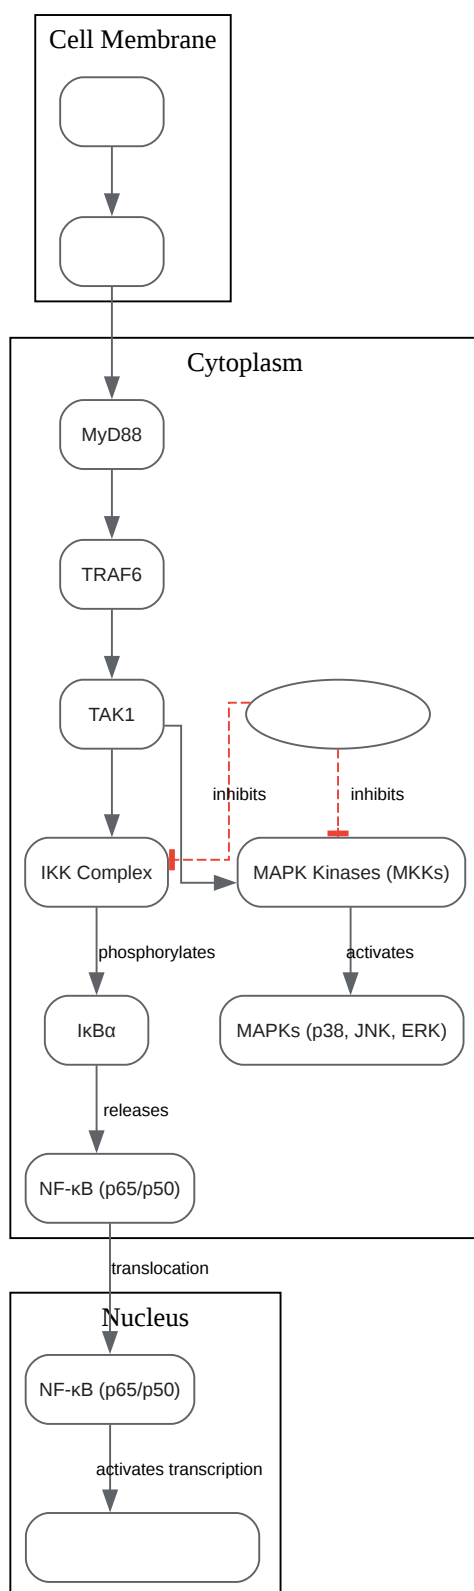 Cell Membrane
Cytoplasm
MyD88
TRAF6
TAK1
inhibits
inhibits
IKK Complex
MAPK Kinases (MKKs)
phosphorylates
activates
IκBα
MAPKs (p38, JNK, ERK)
releases
NF-κB (p65/p50)
translocation
Nucleus
NF-κB (p65/p50)
activates transcription